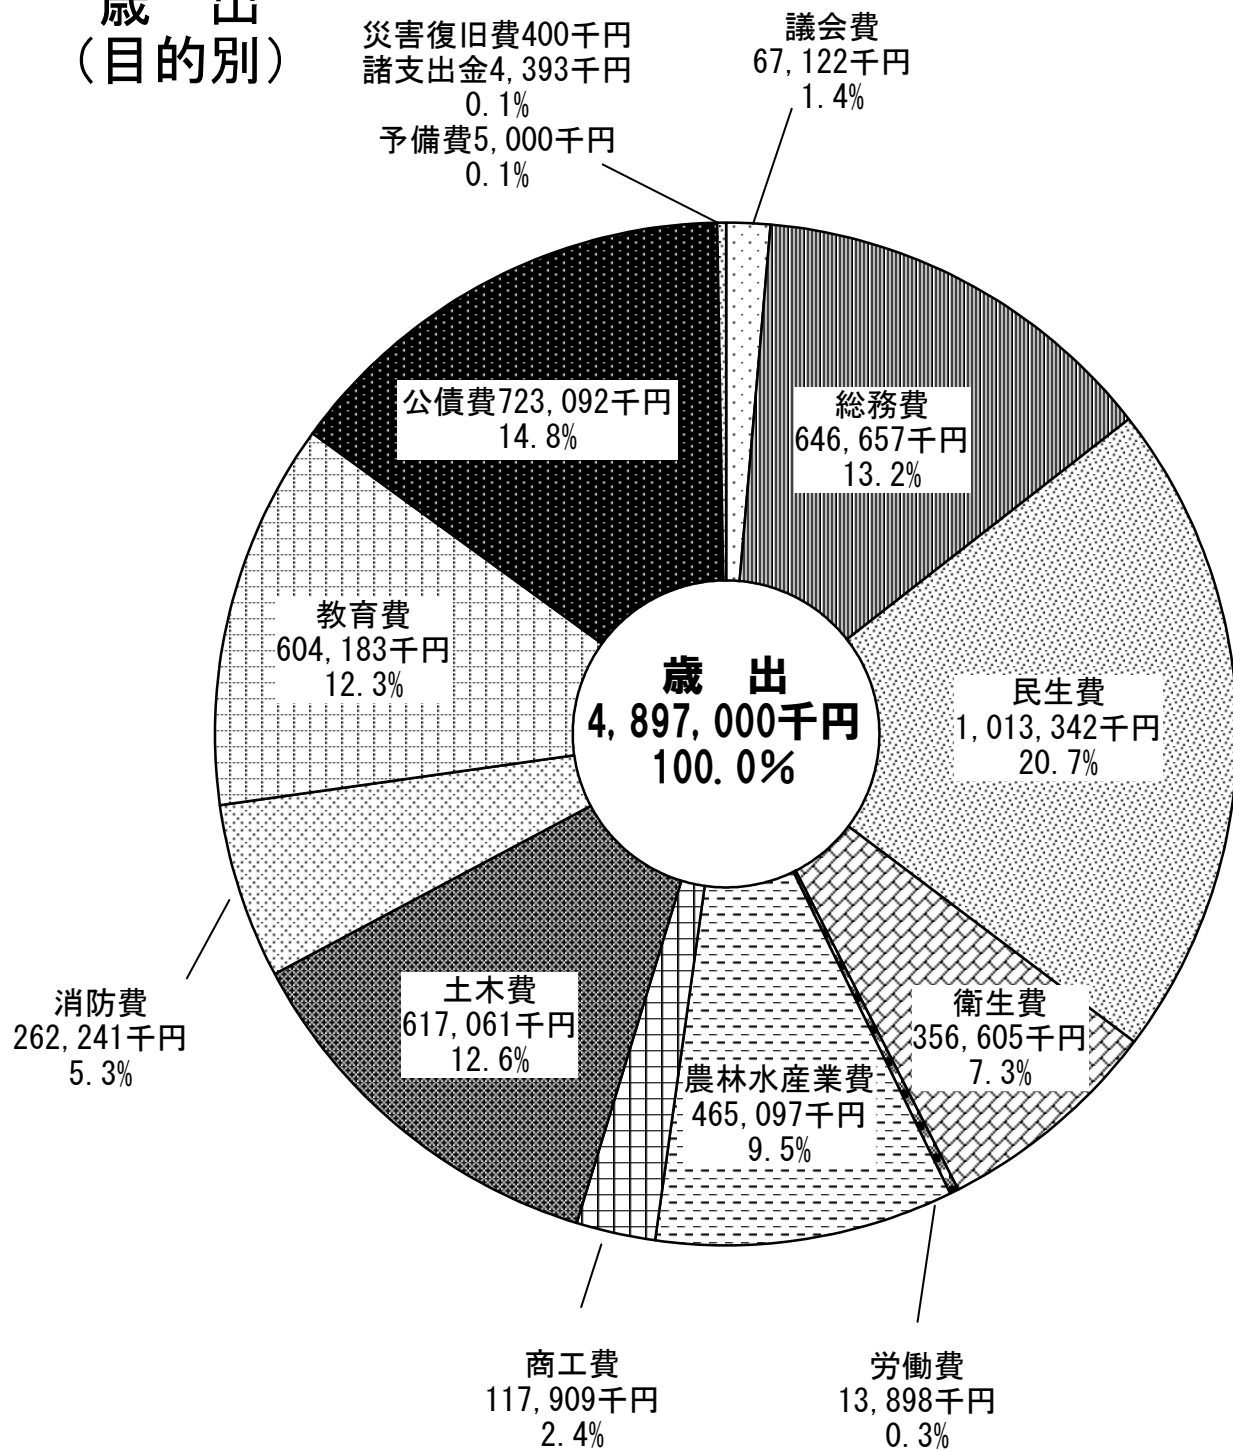 歳　出
（目的別）
災害復旧費400千円
諸支出金4,393千円
0.1%
予備費5,000千円
0.1%
議会費
67,122千円
1.4%
公債費723,092千円
14.8%
総務費
646,657千円
13.2%
教育費
604,183千円
12.3%
歳　出
4,897,000千円
100.0％
民生費
1,013,342千円
20.7%
消防費
262,241千円
5.3%
土木費
617,061千円
12.6%
農林水産業費
465,097千円
9.5%
衛生費
356,605千円
7.3%
商工費
117,909千円
2.4%
労働費
13,898千円
0.3%